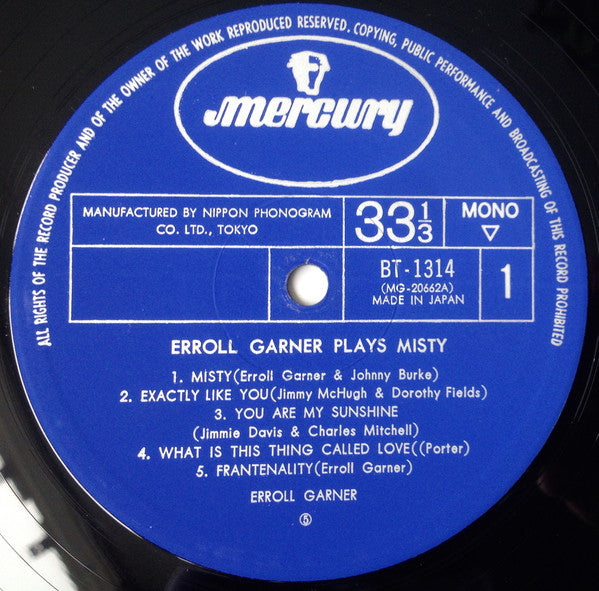 ALL RIGHTS OF THE RECORD PRODUCER AND OF THE OWNER OF THE WORK REPRODUCED RESERVED. COPYING, PUBLIC PERFORMANCE AND BROADCASTING OF THIS RECORD PROHIBITED
mercury
MANUFACTURED BY NIPPON PHONOGRAM
CO. LTD., TOKYO
33 1/3
MONO
▽
BT-1314
(MG-20662A)
MADE IN JAPAN
1
ERROLL GARNER PLAYS MISTY
1. MISTY(Erroll Garner & Johnny Burke)
2. EXACTLY LIKE YOU(Jimmy McHugh & Dorothy Fields)
3. YOU ARE MY SUNSHINE
(Jimmie Davis & Charles Mitchell)
4. WHAT IS THIS THING CALLED LOVE((Porter)
5. FRANTENALITY(Erroll Garner)
ERROLL GARNER
⑤